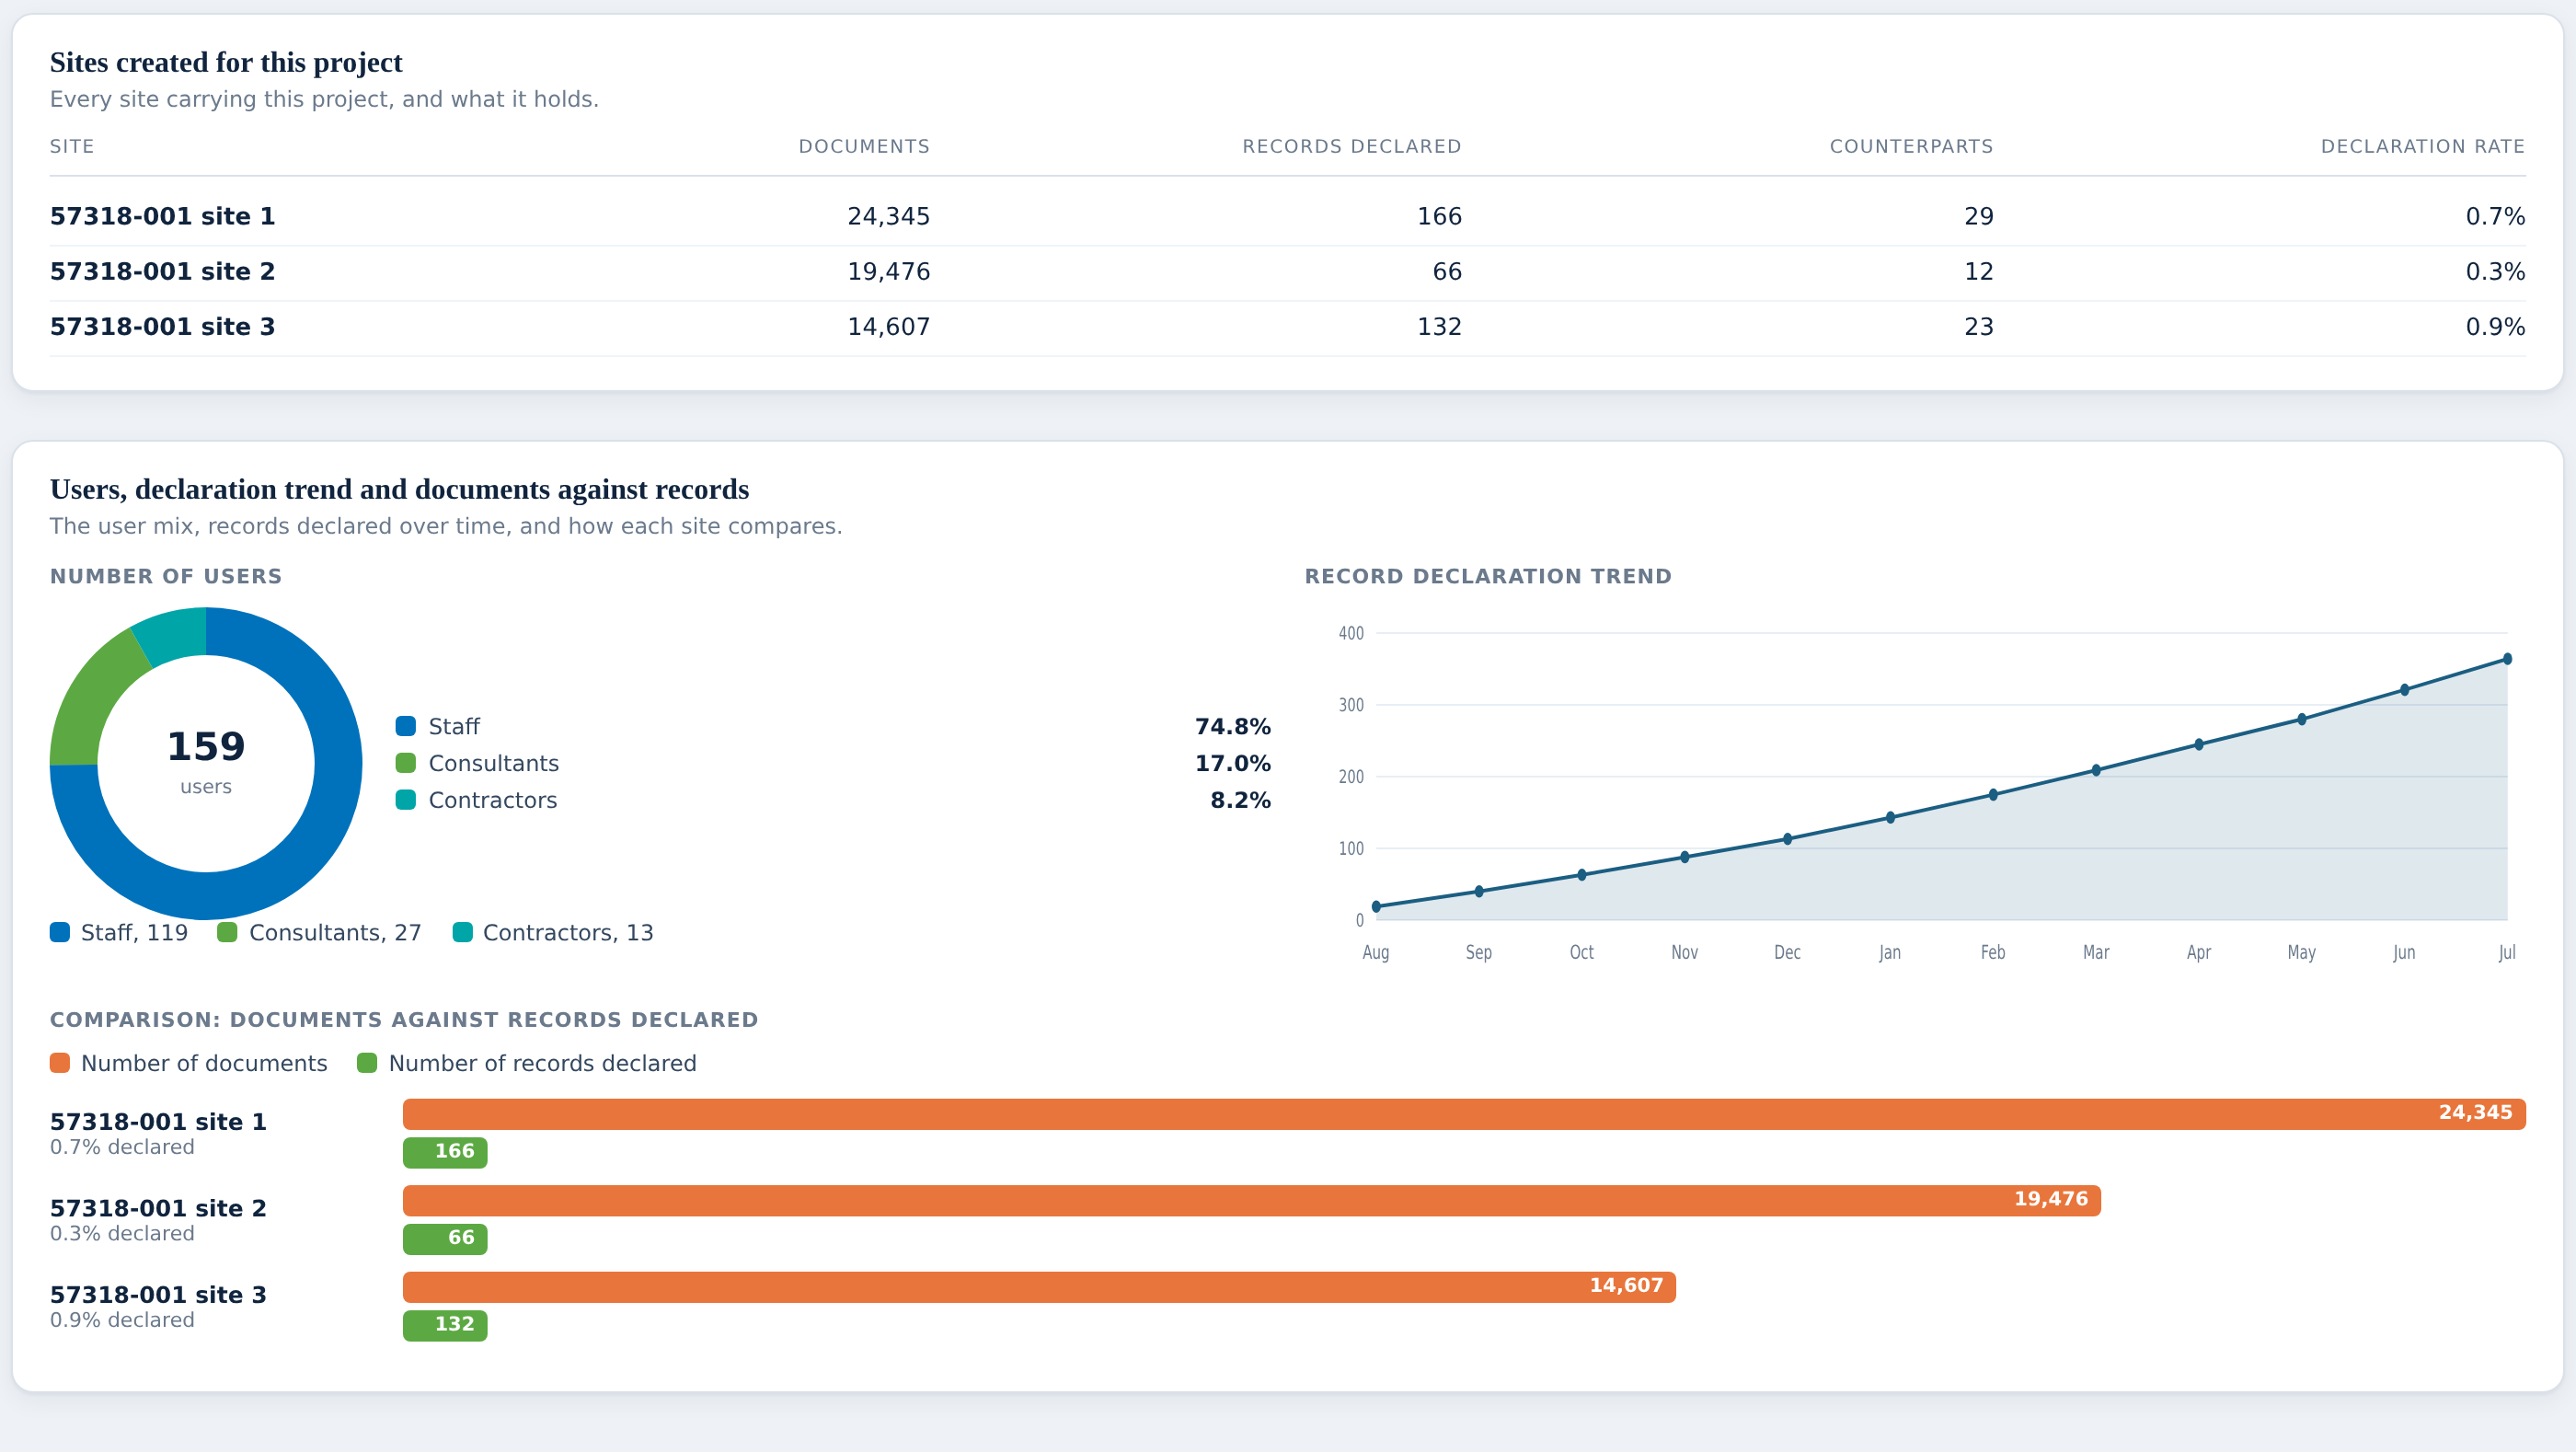 Sites created for this project
Every site carrying this project, and what it holds.
SITE DOCUMENTS RECORDS DECLARED COUNTERPARTS DECLARATION RATE
57318-001 site 1 24,345 166 29 0.7%
57318-001 site 2 19,476 66 12 0.3%
57318-001 site 3 14,607 132 23 0.9%
Users, declaration trend and documents against records
The user mix, records declared over time, and how each site compares.
NUMBER OF USERS
159
users
Staff 74.8%
Consultants 17.0%
Contractors 8.2%
Staff, 119 Consultants, 27 Contractors, 13
RECORD DECLARATION TREND
400
300
200
100
0
Aug Sep Oct Nov Dec Jan Feb Mar Apr May Jun Jul
COMPARISON: DOCUMENTS AGAINST RECORDS DECLARED
Number of documents Number of records declared
57318-001 site 1
0.7% declared
24,345
166
57318-001 site 2
0.3% declared
19,476
66
57318-001 site 3
0.9% declared
14,607
132